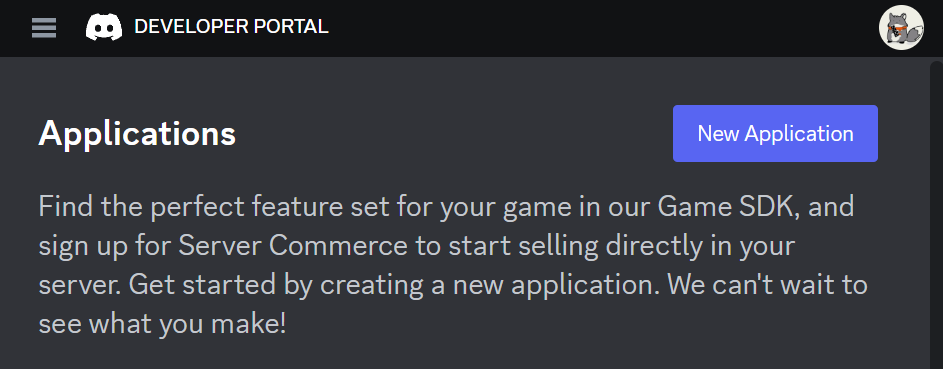 DEVELOPER PORTAL
Applications
New Application
Find the perfect feature set for your game in our Game SDK, and
sign up for Server Commerce to start selling directly in your
server. Get started by creating a new application. We can't wait to
see what you make!